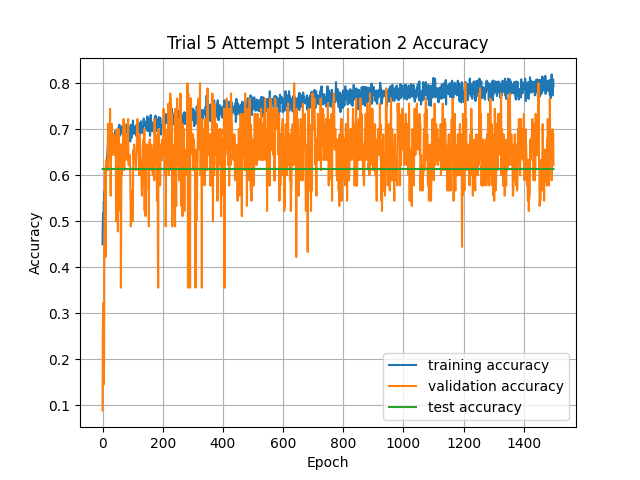 Trial 5 Attempt 5 Interation 2 Accuracy
0.8
0.7
0.6
0.5
0.4
0.3
0.2
0.1
Accuracy
training accuracy
validation accuracy
test accuracy
0 200 400 600 800 1000 1200 1400
Epoch